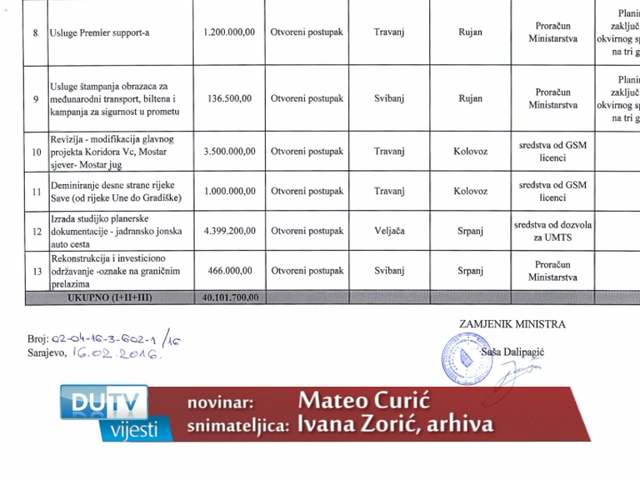 Planir
8 Usluge Premier support-a 1.200.000,00 Otvoreni postupak Travanj Rujan Proračun Ministarstva zaključ okvirnog sp na tri g
Planir
9 Usluge štampanja obrazaca za međunarodni transport, biltena i kampanja za sigurnost u prometu 136.500,00 Otvoreni postupak Svibanj Rujan Proračun Ministarstva zaključ okvirnog sp na tri g
10 Revizija - modifikacija glavnog projekta Koridora Vc, Mostar sjever- Mostar jug 3.500.000,00 Otvoreni postupak Travanj Kolovoz sredstva od GSM licenci
11 Deminiranje desne strane rijeke Save (od rijeke Une do Gradiške) 1.000.000,00 Otvoreni postupak Travanj Kolovoz sredstva od GSM licenci
12 Izrada studijko planerske dokumentacije - jadransko jonska auto cesta 4.399.200,00 Otvoreni postupak Veljača Srpanj sredstva od dozvola za UMTS
13 Rekonstrukcija i investiciono održavanje -oznake na graničnim prelazima 466.000,00 Otvoreni postupak Svibanj Srpanj Proračun Ministarstva
UKUPNO (I+II+III) 40.101.700,00
ZAMJENIK MINISTRA
Broj: 02-04-16-3-602-1/16
Sarajevo, 16.02.2016.
Saša Dalipagić
DUTV
vijesti
novinar: Mateo Curić
snimateljica: Ivana Zorić, arhiva